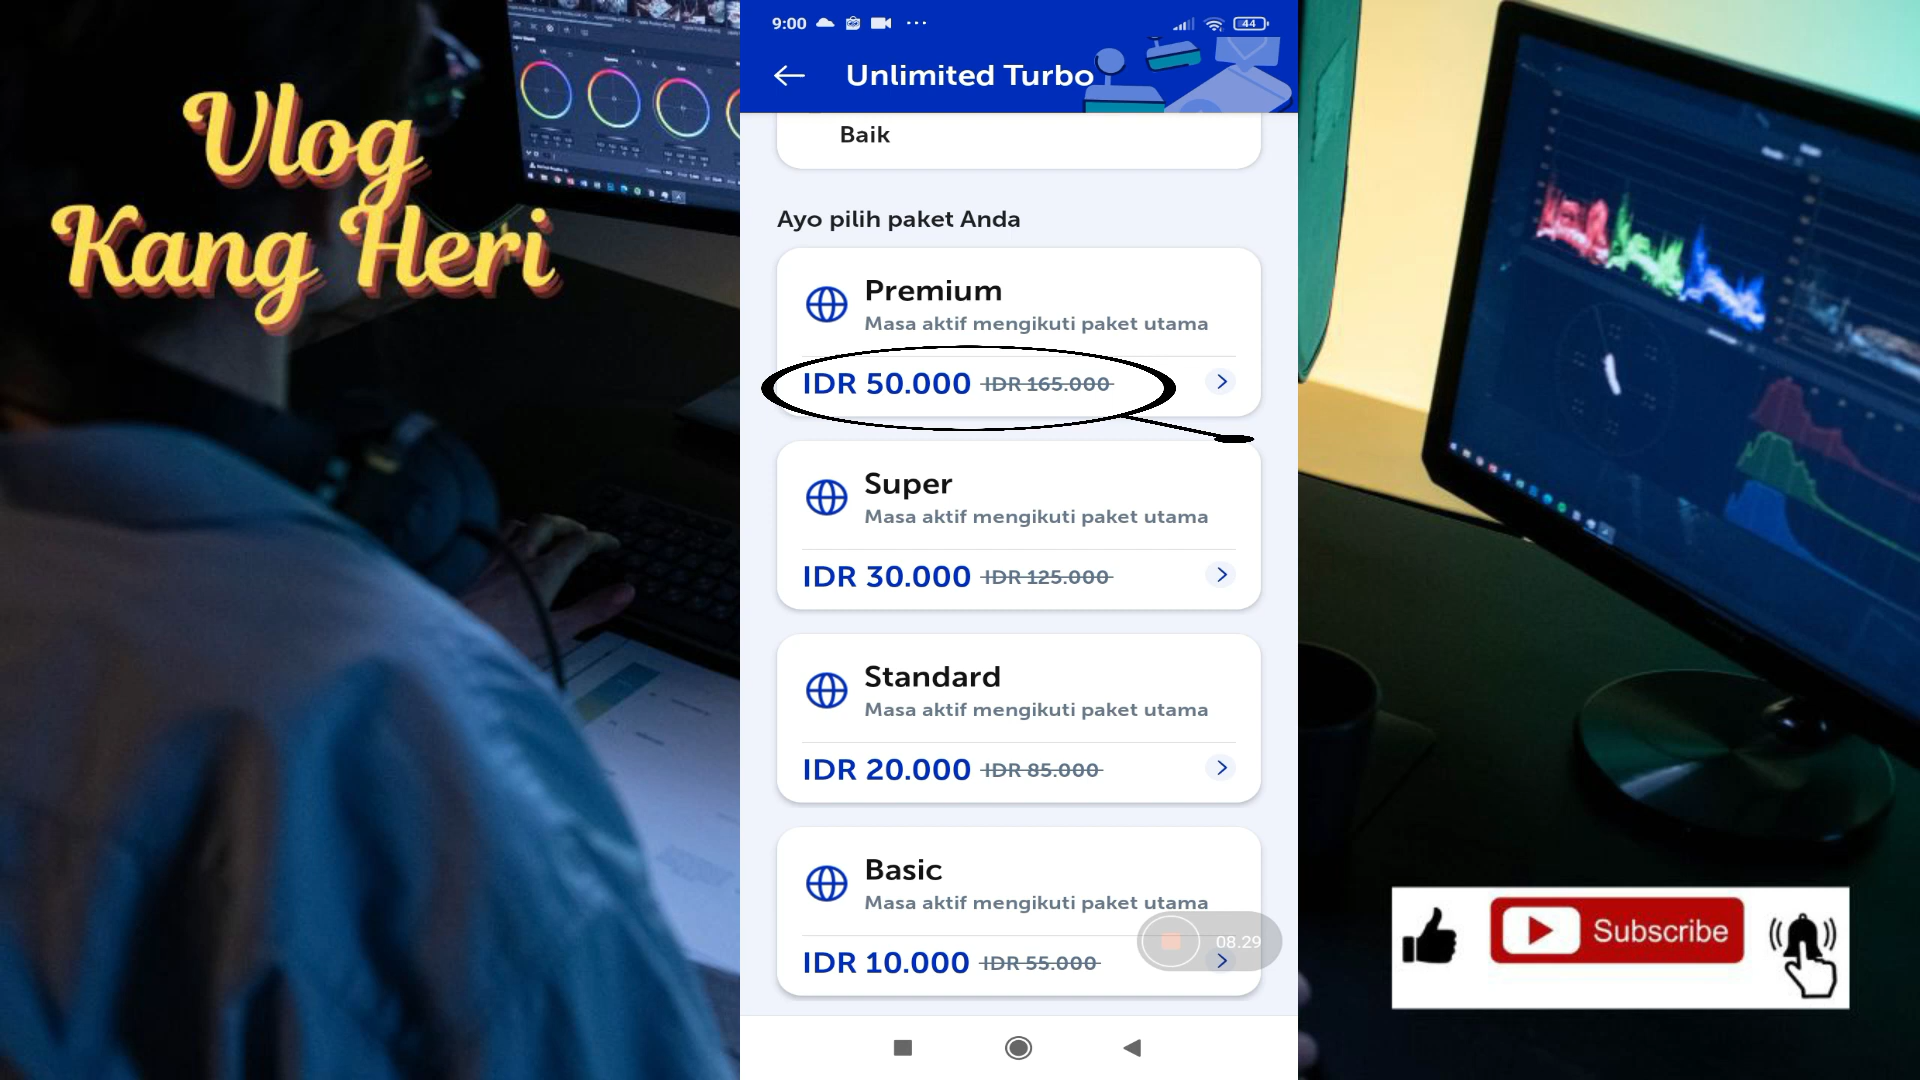 Vlog
Kang Heri
9:00
44
Unlimited Turbo
Baik
Ayo pilih paket Anda
Premium
Masa aktif mengikuti paket utama
IDR 50.000 IDR 165.000
Super
Masa aktif mengikuti paket utama
IDR 30.000 IDR 125.000
Standard
Masa aktif mengikuti paket utama
IDR 20.000 IDR 85.000
Basic
Masa aktif mengikuti paket utama
08.29
IDR 10.000 IDR 55.000
Subscribe